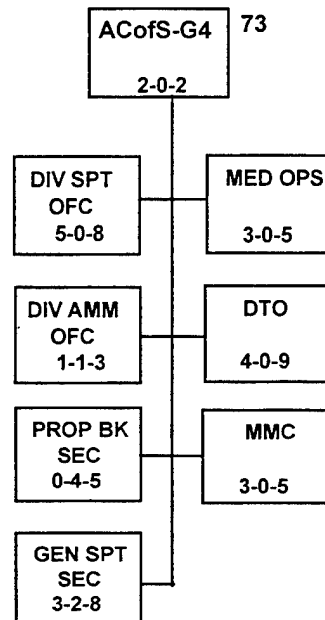 ACofS-G4
2-0-2
73
DIV SPT
OFC
5-0-8
MED OPS
3-0-5
DIV AMM
OFC
1-1-3
DTO
4-0-9
PROP BK
SEC
0-4-5
MMC
3-0-5
GEN SPT
SEC
3-2-8